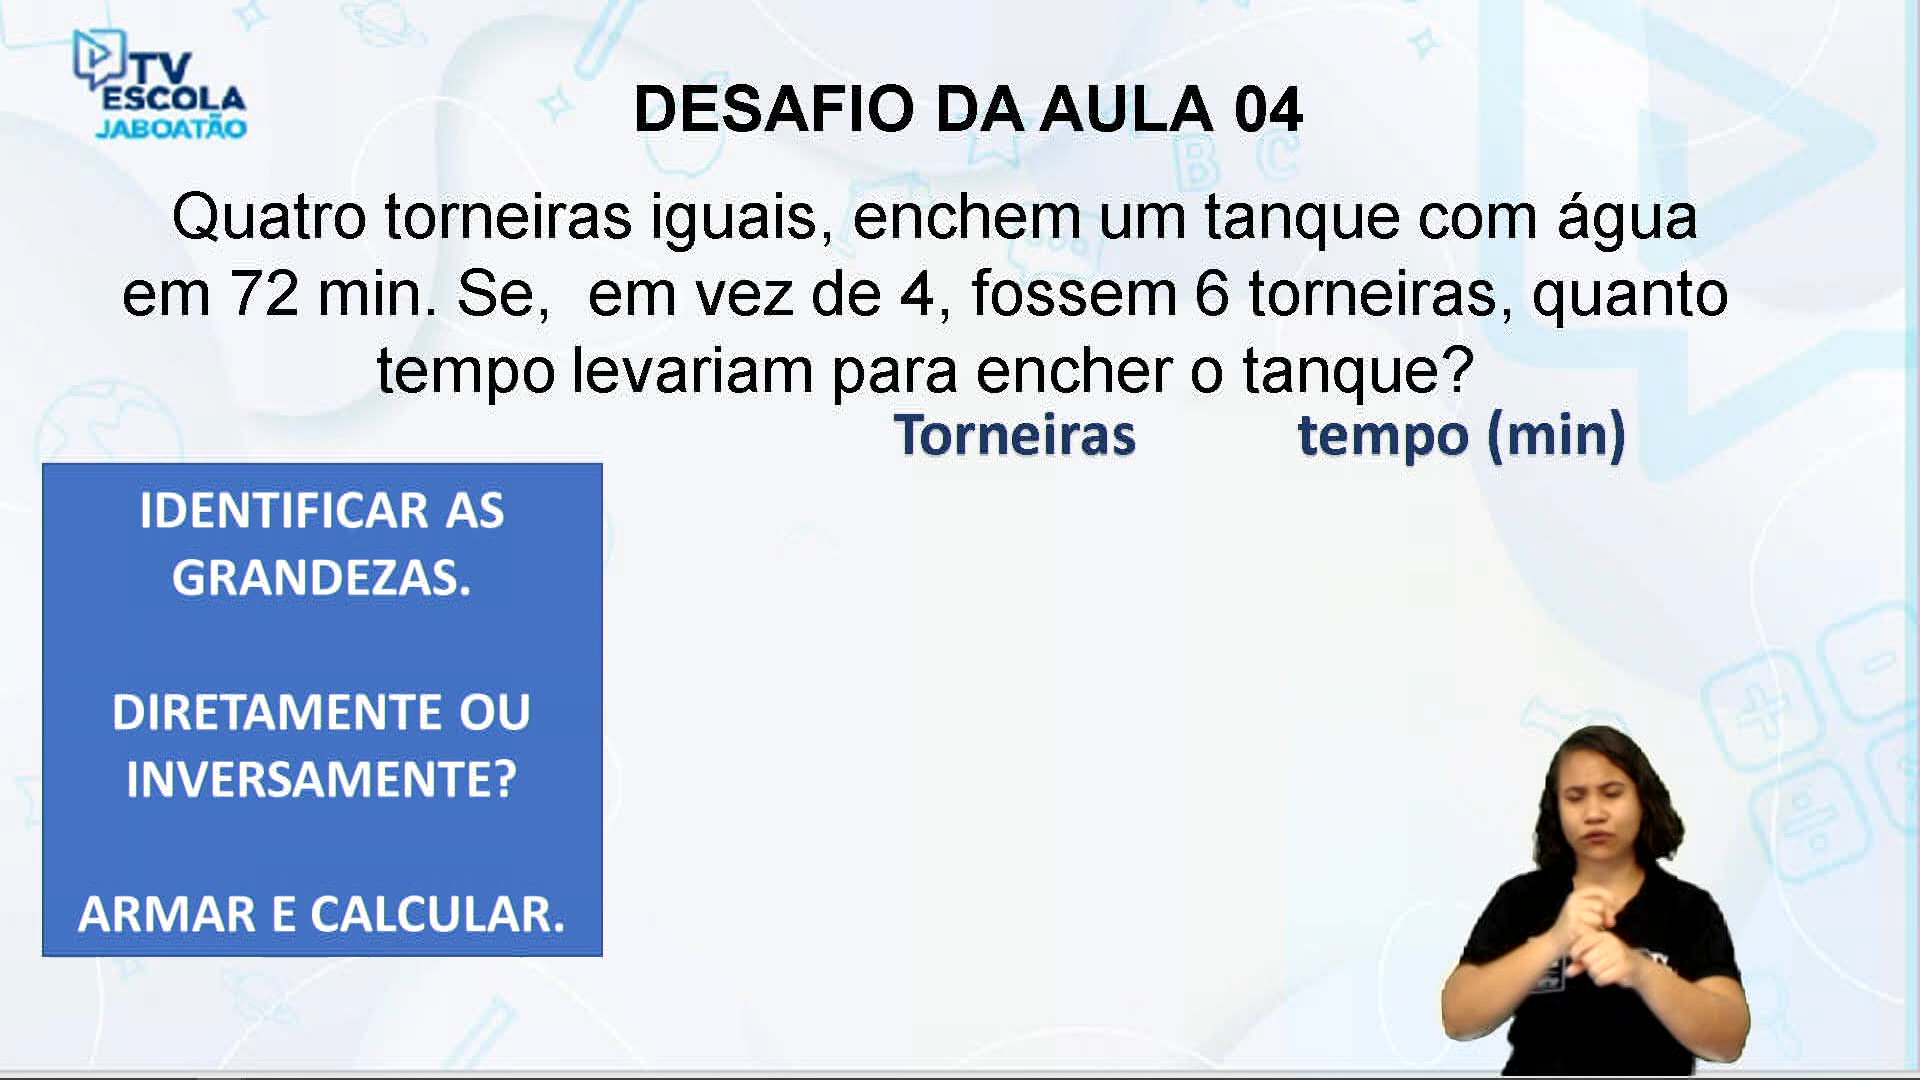 TV
ESCOLA
JABOATÃO
DESAFIO DA AULA 04
B C
Quatro torneiras iguais, enchem um tanque com água
em 72 min. Se, em vez de 4, fossem 6 torneiras, quanto
tempo levariam para encher o tanque?
Torneiras tempo (min)
IDENTIFICAR AS
GRANDEZAS.
DIRETAMENTE OU
INVERSAMENTE?
ARMAR E CALCULAR.